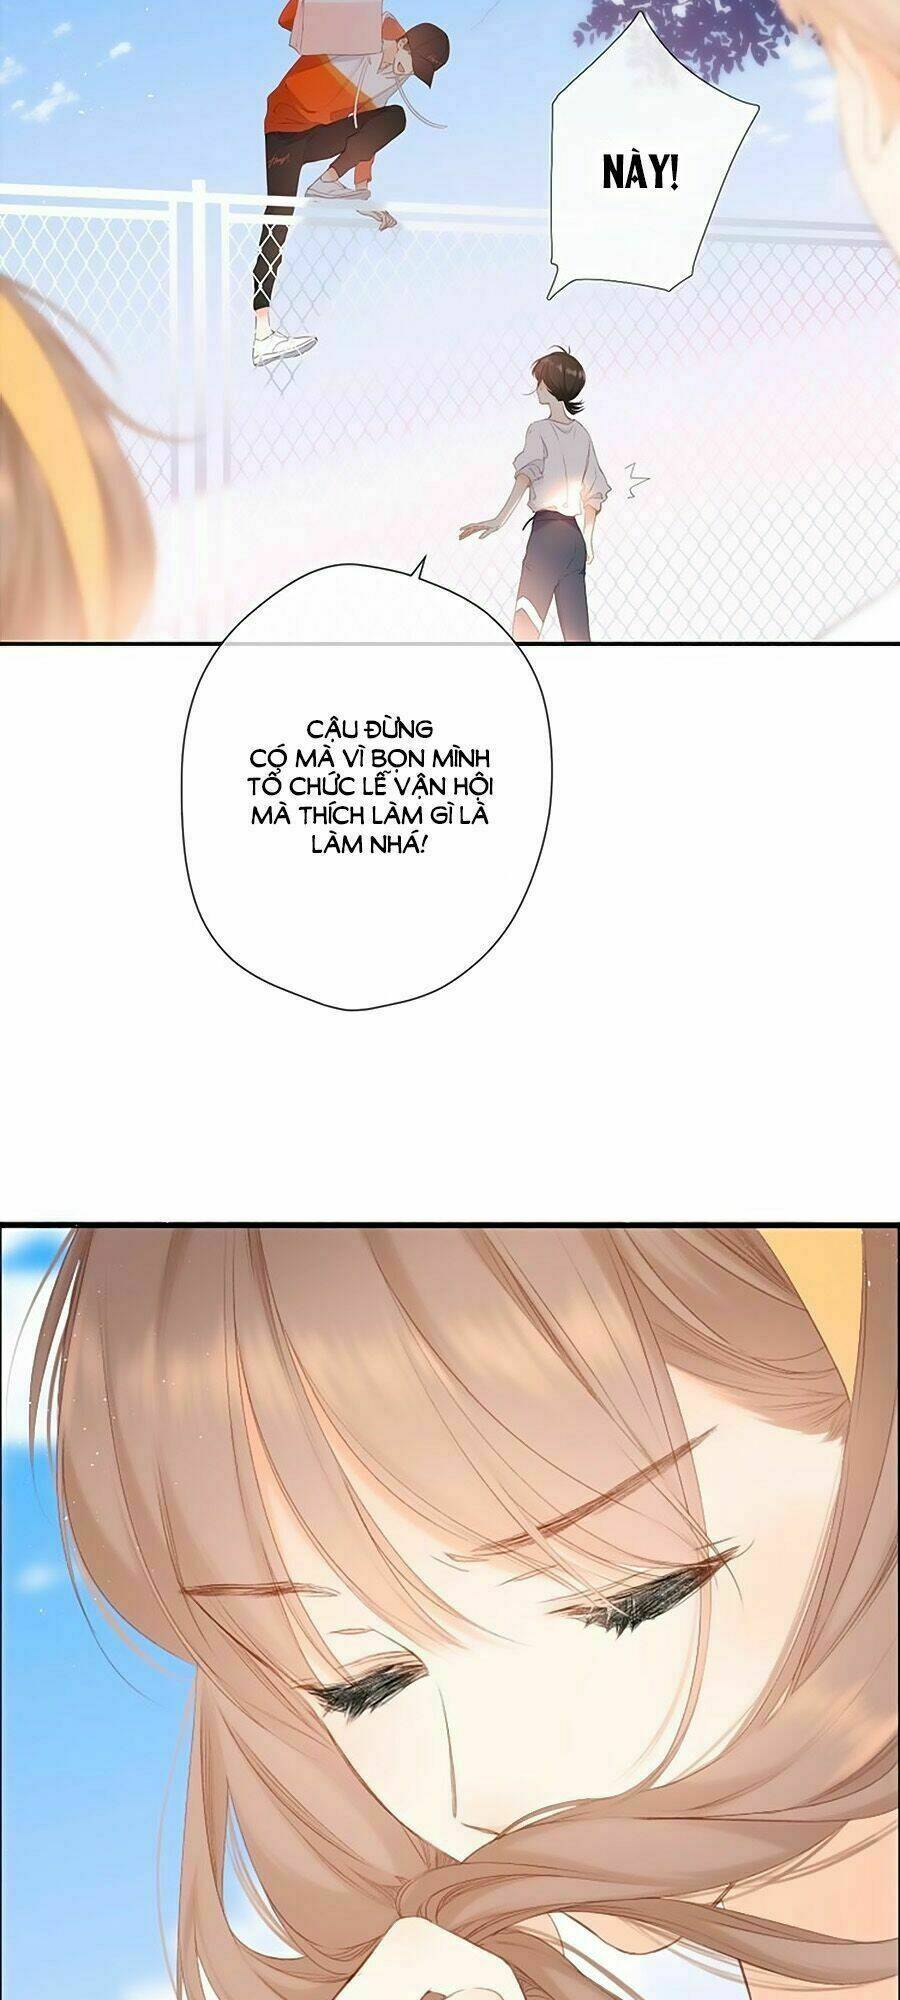 NÀY!
CẬU ĐỪNG
CÓ MÀ VÌ BỌN MÌNH
TỔ CHỨC LỄ VẬN HỘI
MÀ THÍCH LÀM GÌ LÀ
LÀM NHÁ!